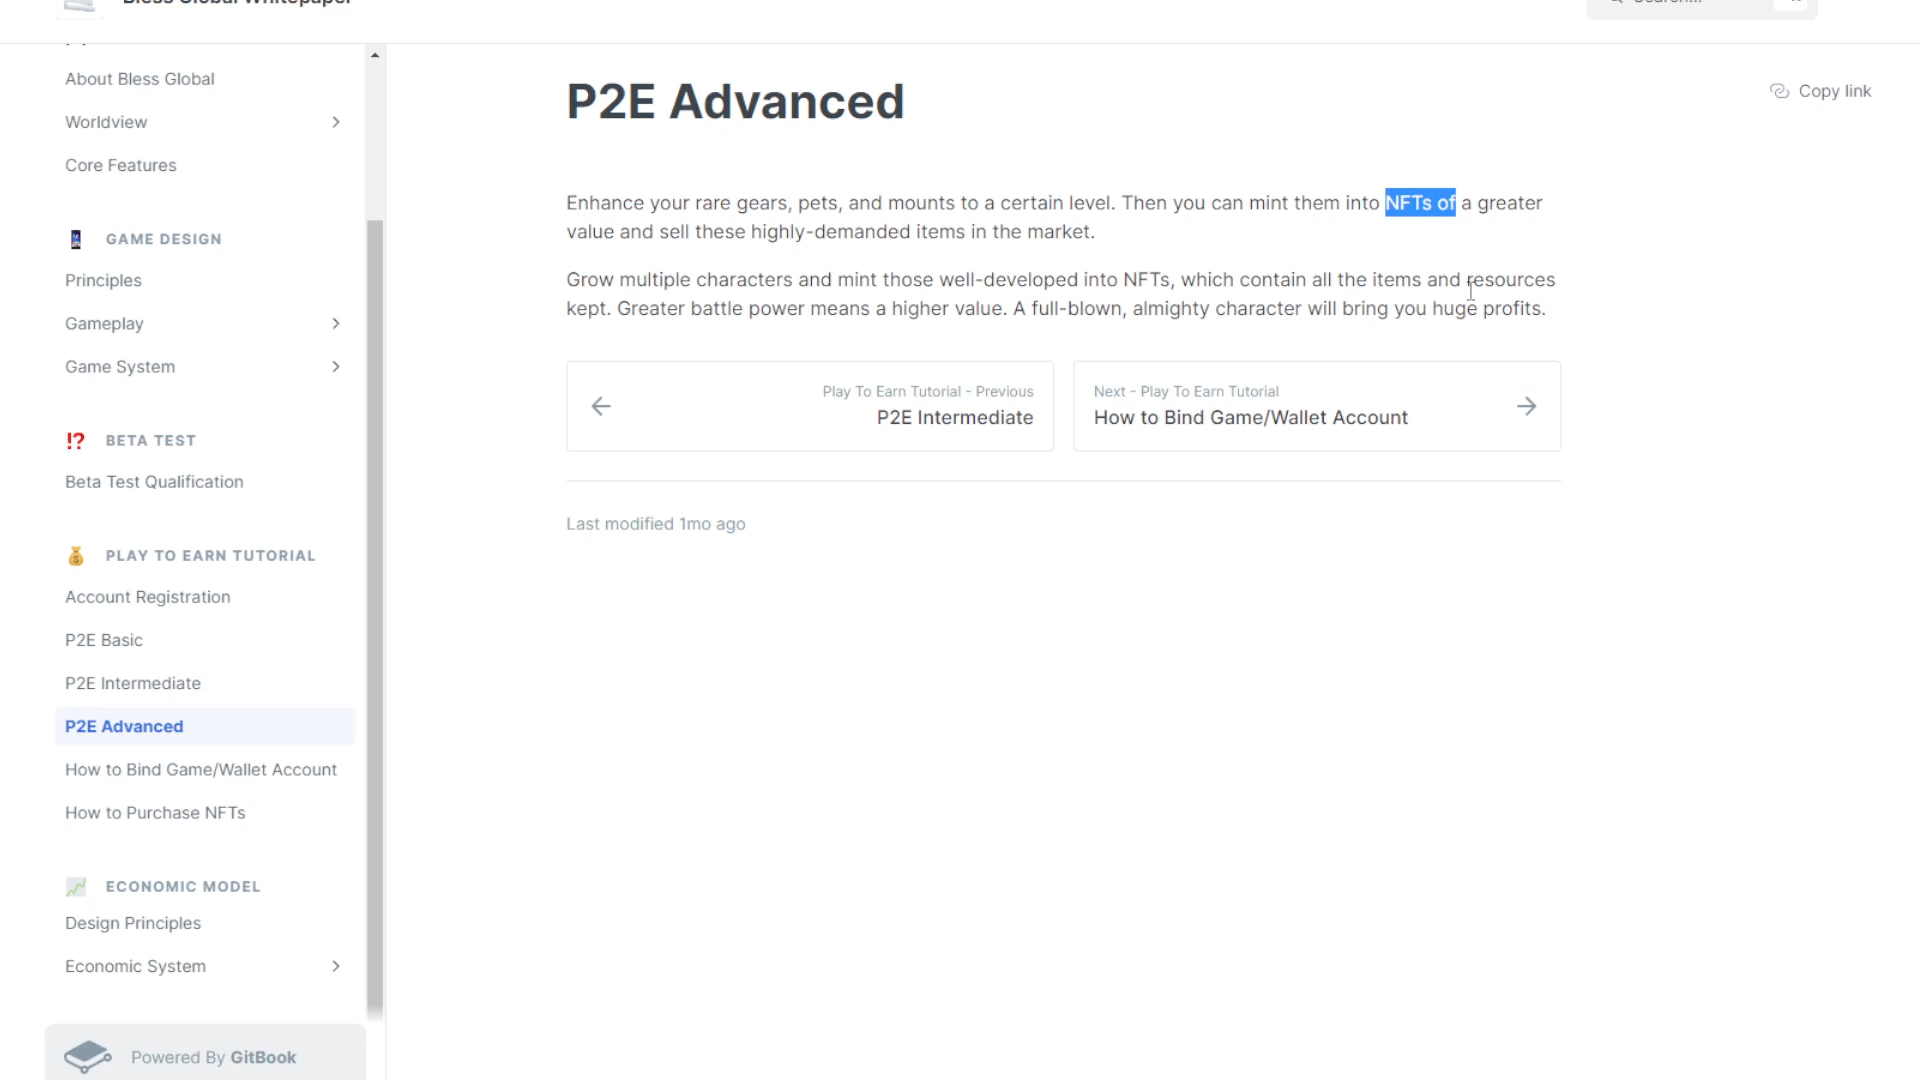 Bless Global Whitepaper
Search...
About Bless Global
Worldview
Core Features
GAME DESIGN
Principles
Gameplay
Game System
⁉ BETA TEST
Beta Test Qualification
PLAY TO EARN TUTORIAL
Account Registration
P2E Basic
P2E Intermediate
P2E Advanced
How to Bind Game/Wallet Account
How to Purchase NFTs
ECONOMIC MODEL
Design Principles
Economic System
Powered By GitBook
P2E Advanced
Copy link
Enhance your rare gears, pets, and mounts to a certain level. Then you can mint them into NFTs of a greater
value and sell these highly-demanded items in the market.
Grow multiple characters and mint those well-developed into NFTs, which contain all the items and resources
kept. Greater battle power means a higher value. A full-blown, almighty character will bring you huge profits.
Play To Earn Tutorial - Previous
P2E Intermediate
Next - Play To Earn Tutorial
How to Bind Game/Wallet Account
Last modified 1mo ago